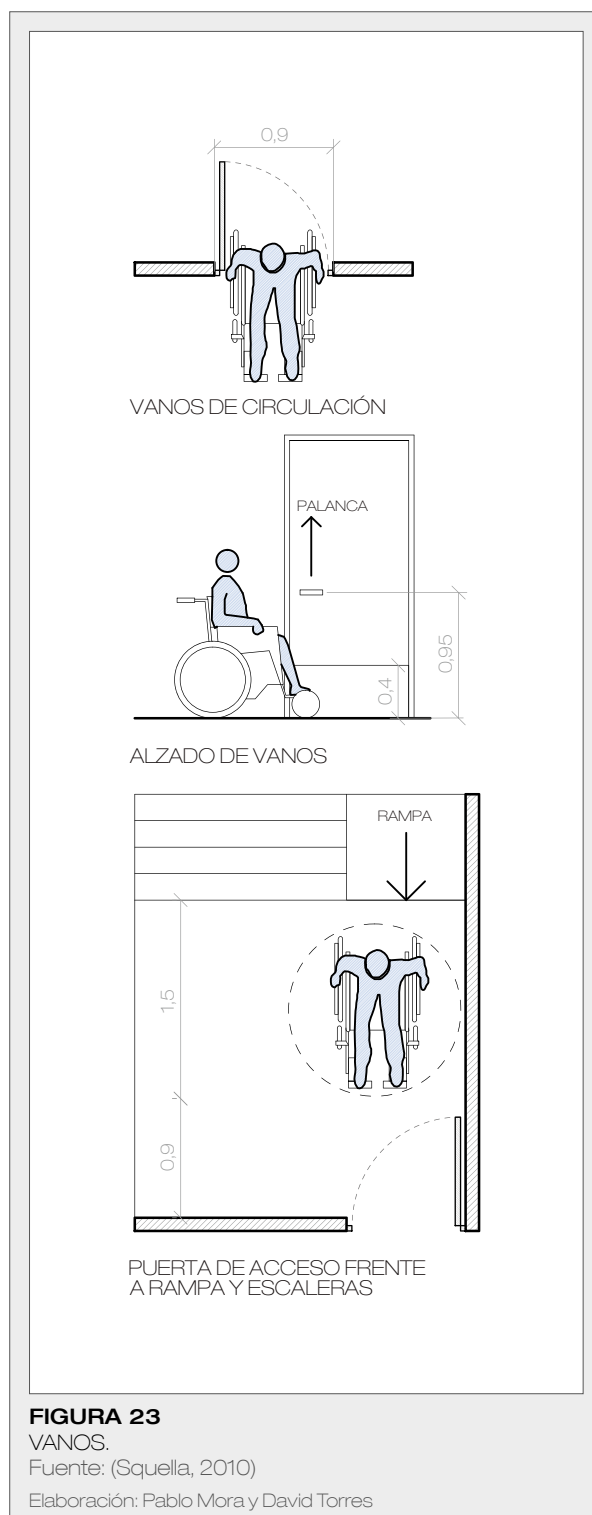 0,9
VANOS DE CIRCULACIÓN
PALANCA
0,95
0,4
ALZADO DE VANOS
RAMPA
1,5
0,9
PUERTA DE ACCESO FRENTE
A RAMPA Y ESCALERAS
FIGURA 23
VANOS.
Fuente: (Squella, 2010)
Elaboración: Pablo Mora y David Torres